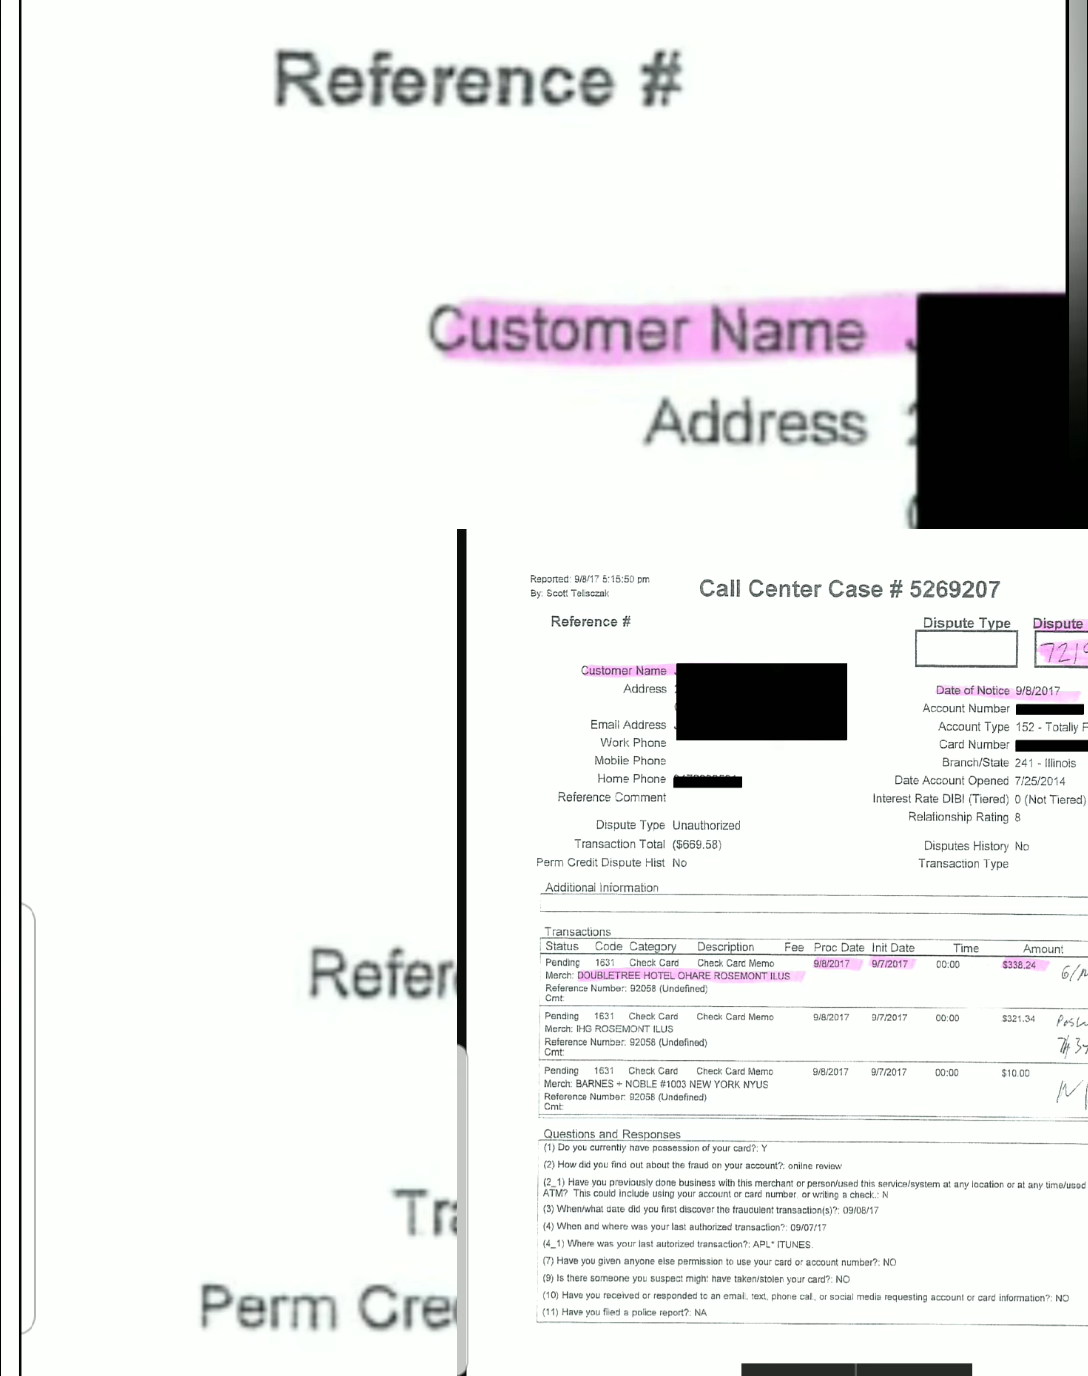 Reference #
Customer Name
Address
Refer
Tra
Perm Cre
Reported: 9/8/17 5:15:50 pm
By: Scott Teliszcak
Call Center Case # 5269207
Reference #
Dispute Type
Dispute
Customer Name
Address
Email Address
Work Phone
Mobile Phone
Home Phone
Reference Comment
Dispute Type Unauthorized
Transaction Total ($669.58)
Perm Credit Dispute Hist No
Date of Notice 9/8/2017
Account Number
Account Type 152 - Totally F
Card Number
Branch/State 241 - Illinois
Date Account Opened 7/25/2014
Interest Rate DIBI (Tiered) 0 (Not Tiered)
Relationship Rating 8
Disputes History No
Transaction Type
Additional Information
Transactions
Status Code Category Description Fee Proc Date Init Date Time Amount
Pending 1631 Check Card Check Card Memo 9/8/2017 9/7/2017 00:00 $338.24
Merch: DOUBLETREE HOTEL OHARE ROSEMONT ILUS
Reference Number: 92058 (Undefined)
Cmt:
Pending 1631 Check Card Check Card Memo 9/8/2017 9/7/2017 00:00 $321.34
Merch: IHG ROSEMONT ILUS
Reference Number: 92058 (Undefined)
Cmt:
Pending 1631 Check Card Check Card Memo 9/8/2017 9/7/2017 00:00 $10.00
Merch: BARNES + NOBLE #1003 NEW YORK NYUS
Reference Number: 92058 (Undefined)
Cmt:
Questions and Responses
(1) Do you currently have possession of your card?: Y
(2) How did you find out about the fraud on your account?: online review
(2_1) Have you previously done business with this merchant or person/used this service/system at any location or at any time/used
ATM? This could include using your account or card number, or writing a check.: N
(3) When/what date did you first discover the fraudulent transaction(s)?: 09/08/17
(4) When and where was your last authorized transaction?: 09/07/17
(4_1) Where was your last autorized transaction?: APL* ITUNES.
(7) Have you given anyone else permission to use your card or account number?: NO
(9) Is there someone you suspect might have taken/stolen your card?: NO
(10) Have you received or responded to an email, text, phone call, or social media requesting account or card information?: NO
(11) Have you filed a police report?: NA